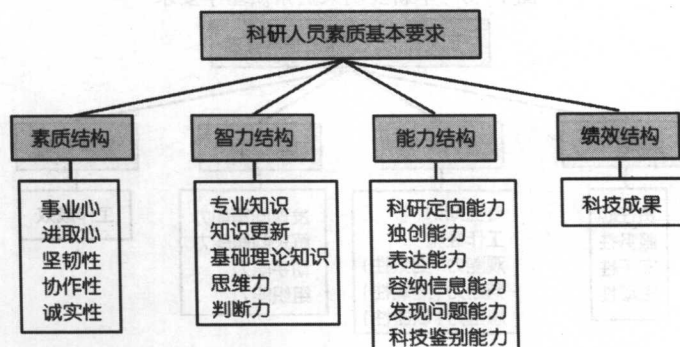 科研人员素质基本要求
素质结构
智力结构
能力结构
绩效结构
事业心
进取心
坚韧性
协作性
诚实性
专业知识
知识更新
基础理论知识
思维力
判断力
科研定向能力
独创能力
表达能力
容纳信息能力
发现问题能力
科技鉴别能力
科技成果